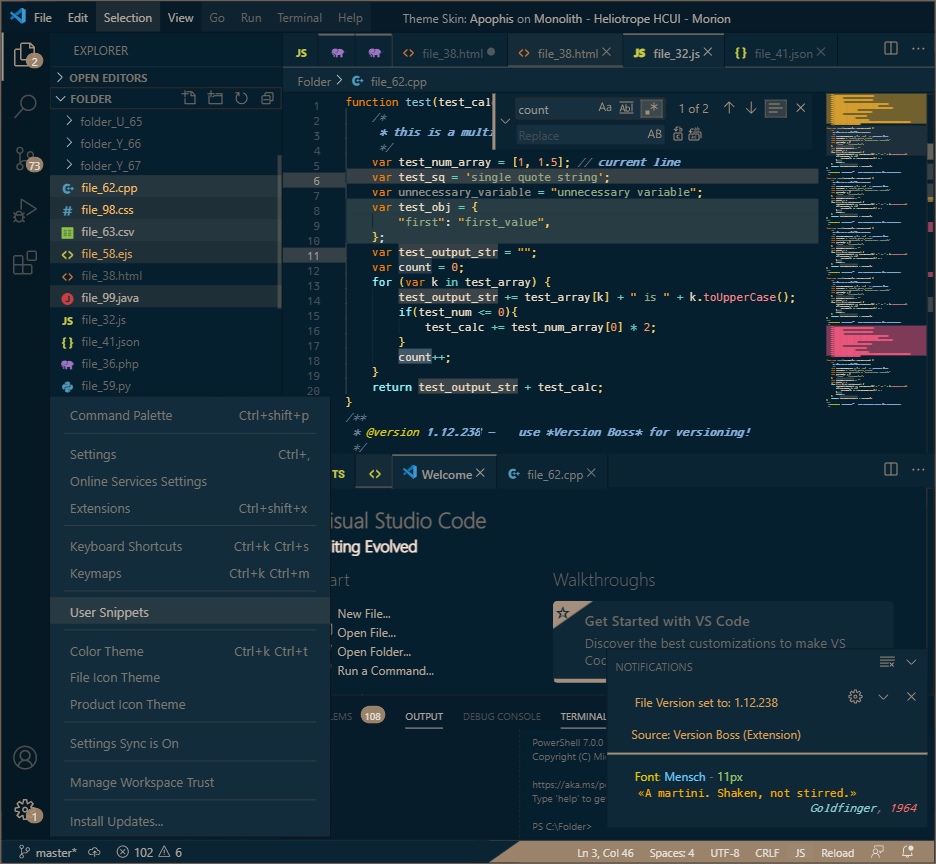 File Edit Selection View Go Run Terminal Help Theme Skin: Apophis on Monolith - Heliotrope HCUI - Morion
2
73
1
EXPLORER
OPEN EDITORS
FOLDER
folder_U_65
folder_Y_66
folder_Y_67
file_62.cpp
# file_98.css
file_63.csv
<> file_58.ejs
<> file_38.html
J file_99.java
JS file_32.js
{} file_41.json
file_36.php
file_59.py
Command Palette Ctrl+shift+p
Settings Ctrl+,
Online Services Settings
Extensions Ctrl+shift+x
Keyboard Shortcuts Ctrl+k Ctrl+s
Keymaps Ctrl+k Ctrl+m
User Snippets
Color Theme Ctrl+k Ctrl+t
File Icon Theme
Product Icon Theme
Settings Sync is On
Manage Workspace Trust
Install Updates...
JS <> file_38.html <> file_38.html JS file_32.js {} file_41.json
Folder > file_62.cpp
count Aa Ab .* 1 of 2
Replace AB
1 function test(test_cal
2 /*
3 * this is a multi
4 */
5 var test_num_array = [1, 1.5]; // current line
6 var test_sq = 'single quote string';
7 var unnecessary_variable = "unnecessary variable";
8 var test_obj = {
9 "first": "first_value",
10 };
11 var test_output_str = "";
12 var count = 0;
13 for (var k in test_array) {
14 test_output_str += test_array[k] + " is " + k.toUpperCase();
15 if(test_num <= 0){
16 test_calc += test_num_array[0] * 2;
17 }
18 count++;
19 }
20 return test_output_str + test_calc;
}
/**
* @version 1.12.238 – use *Version Boss* for versioning!
*/
TS <> Welcome file_62.cpp
isual Studio Code
iting Evolved
art
New File...
Open File...
Open Folder...
Run a Command...
Walkthroughs
Get Started with VS Code
Discover the best customizations to make VS
Coc
NOTIFICATIONS
File Version set to: 1.12.238
Source: Version Boss (Extension)
Font: Mensch - 11px
«A martini. Shaken, not stirred.»
Goldfinger, 1964
LEMS 108 OUTPUT DEBUG CONSOLE TERMINAL
PowerShell 7.0.0
Copyright (C) Mi
https://aka.ms/p
Type 'help' to ge
PS C:\Folder>
master* 102 6 Ln 3, Col 46 Spaces: 4 UTF-8 CRLF JS Reload